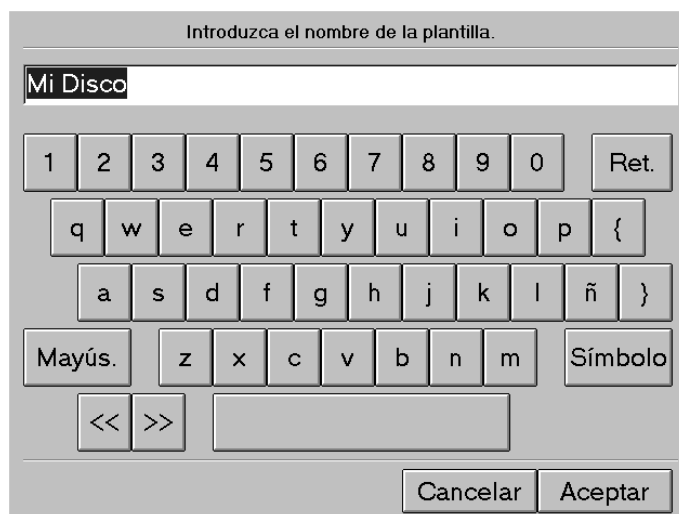 Introduzca el nombre de la plantilla.
Mi Disco
1 2 3 4 5 6 7 8 9 0 Ret.
q w e r t y u i o p {
a s d f g h j k l ñ }
Mayús. z x c v b n m Símbolo
<< >>
Cancelar Aceptar